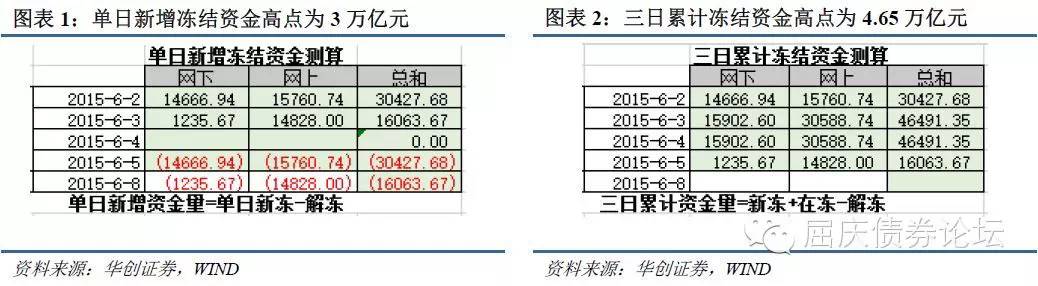 图表 1：单日新增冻结资金高点为 3 万亿元
单日新增冻结资金测算
网下 网上 总和
2015-6-2 14666.94 15760.74 30427.68
2015-6-3 1235.67 14828.00 16063.67
2015-6-4 0.00
2015-6-5 (14666.94) (15760.74) (30427.68)
2015-6-8 (1235.67) (14828.00) (16063.67)
单日新增资金量=单日新冻-解冻
资料来源：华创证券，WIND
图表 2：三日累计冻结资金高点为 4.65 万亿元
三日累计冻结资金测算
网下 网上 总和
2015-6-2 14666.94 15760.74 30427.68
2015-6-3 15902.60 30588.74 46491.35
2015-6-4 15902.60 30588.74 46491.35
2015-6-5 1235.67 14828.00 16063.67
2015-6-8
三日累计资金量=新冻+在冻-解冻
屈庆债券论坛
资料来源：华创证券，WIND